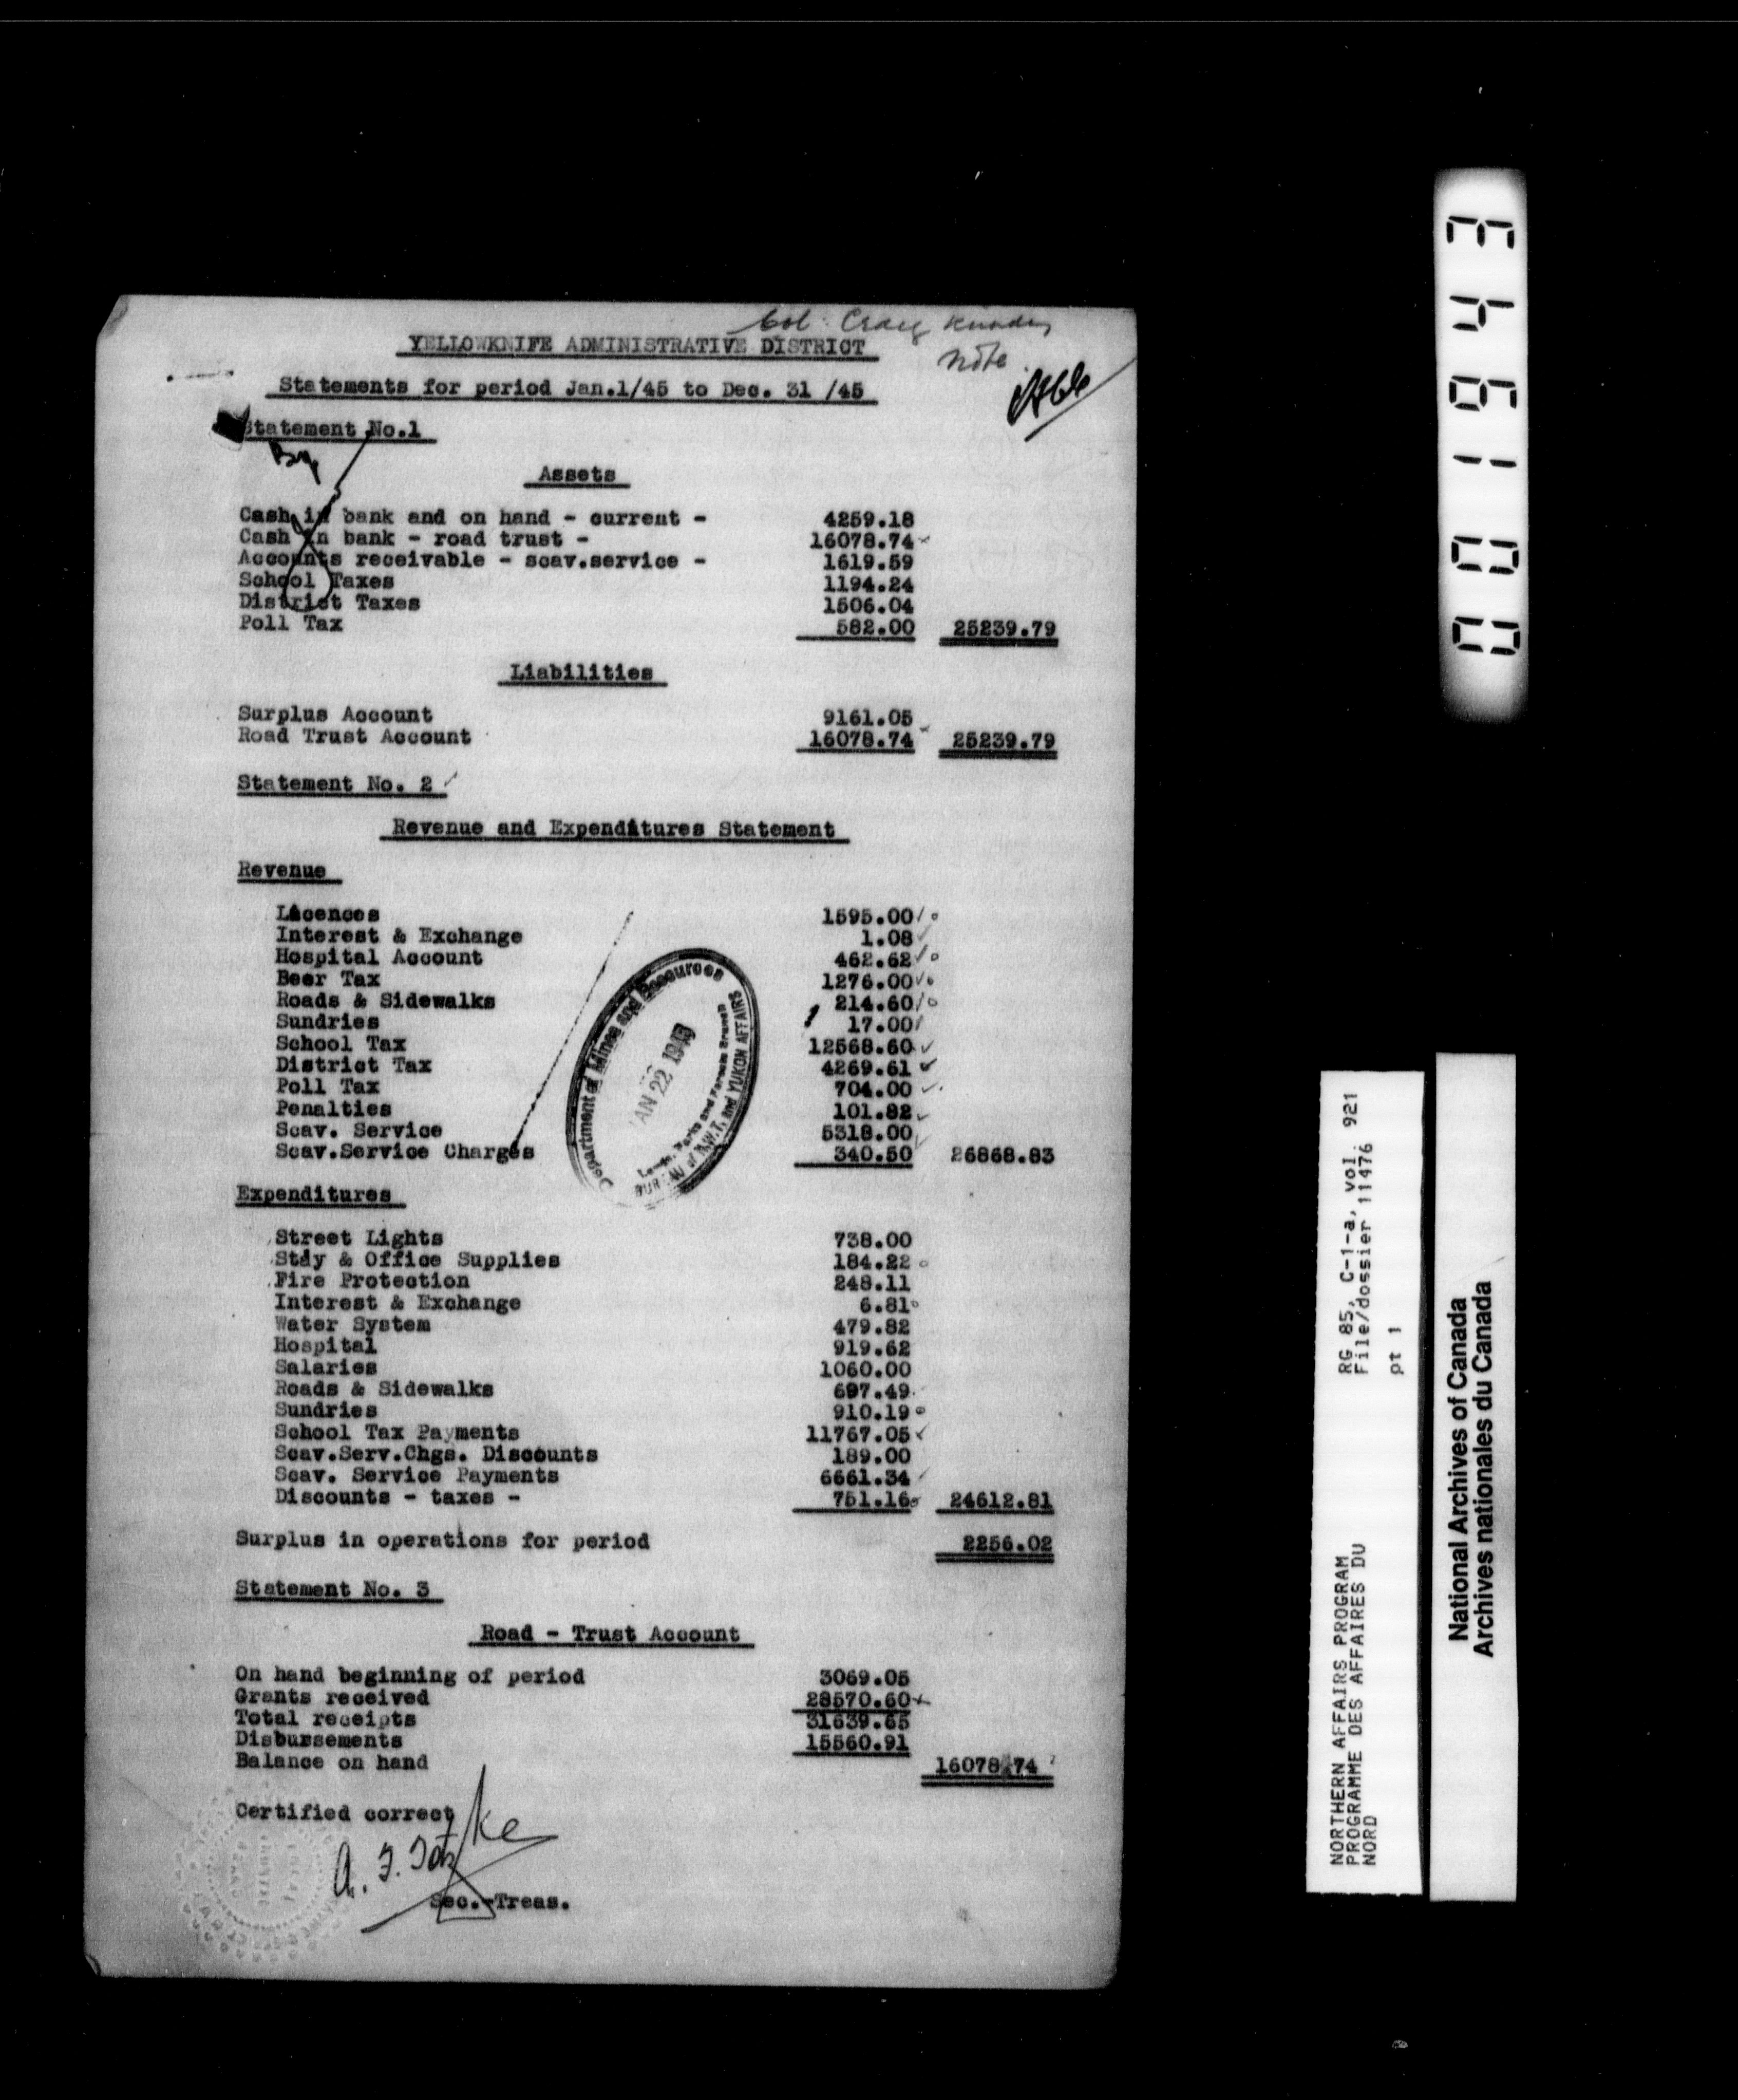 Col. Craig kindly
note.
YELLOWKNIFE ADMINISTRATIVE DISTRICT
Statements for period Jan.1/45 to Dec. 31 /45
Statement No.1
Assets
Cash in bank and on hand - current - 4259.18
Cash in bank - road trust - 16078.74
Accounts receivable - scav.service - 1619.59
School Taxes 1194.24
District Taxes 1506.04
Poll Tax 582.00 25239.79
Liabilities
Surplus Account 9161.05
Road Trust Account 16078.74 25239.79
Statement No. 2
Revenue and Expenditures Statement
Revenue
Licences 1595.00
Interest & Exchange 1.08
Hospital Account 462.62
Beer Tax 1276.00
Roads & Sidewalks 214.60
Sundries 17.00
School Tax 12568.60
District Tax 4269.61
Poll Tax 704.00
Penalties 101.82
Scav. Service 5318.00
Scav.Service Charges 340.50 26868.83
Department of Mines and Resources
JAN 22 1946
Lands, Parks and Forests Branch
BUREAU of N.W.T. and YUKON AFFAIRS
Expenditures
Street Lights 738.00
Stdy & Office Supplies 184.22
Fire Protection 248.11
Interest & Exchange 6.81
Water System 479.82
Hospital 919.62
Salaries 1060.00
Roads & Sidewalks 697.49
Sundries 910.19
School Tax Payments 11767.05
Scav.Serv.Chgs. Discounts 189.00
Scav. Service Payments 6661.34
Discounts - taxes - 751.16 24612.81
Surplus in operations for period 2256.02
Statement No. 3
Road - Trust Account
On hand beginning of period 3069.05
Grants received 28570.60
Total receipts 31639.65
Disbursements 15560.91
Balance on hand 16078.74
Certified correct
Sec.-Treas.
001943
RG 85, C-1-a, vol. 921
File/dossier 11476
pt 1
NORTHERN AFFAIRS PROGRAM
PROGRAMME DES AFFAIRES DU
NORD
National Archives of Canada
Archives nationales du Canada